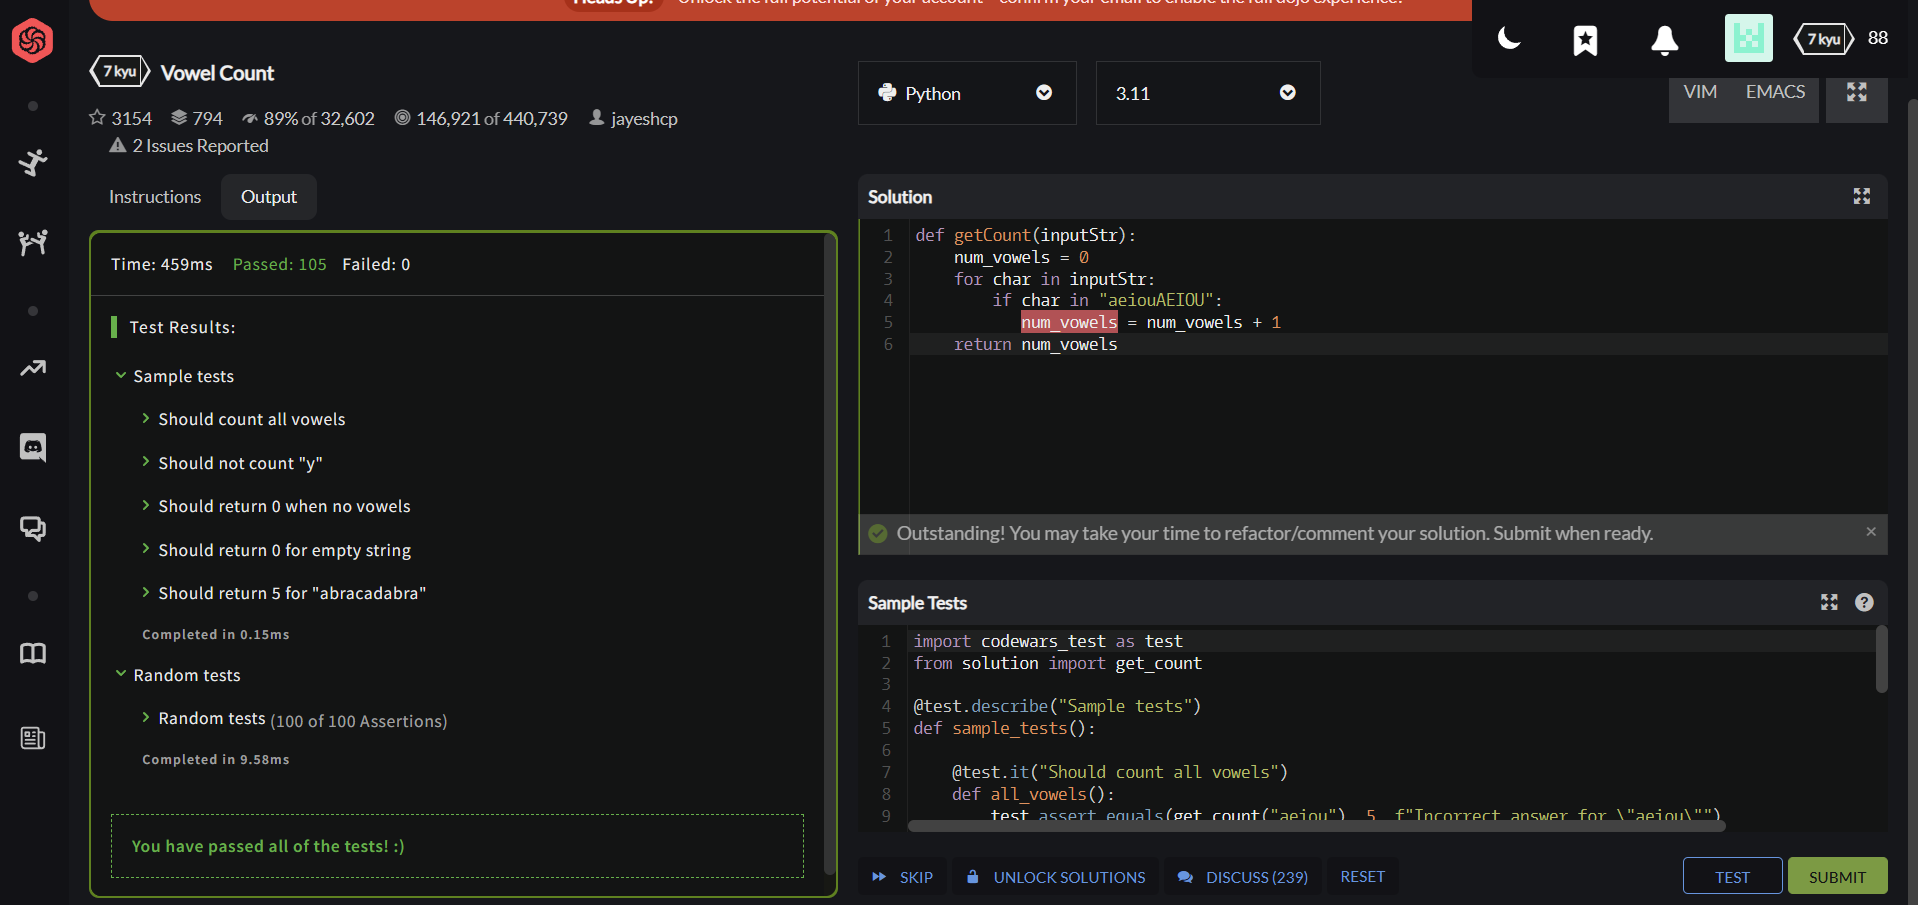 Heads Up! Unlock the full potential of your account - confirm your email to enable the full dojo experience!
7 kyu 88
7 kyu Vowel Count
3154 794 89% of 32,602 146,921 of 440,739 jayeshcp
2 Issues Reported
Python 3.11 VIM EMACS
Instructions Output
Time: 459ms Passed: 105 Failed: 0
Test Results:
Sample tests
Should count all vowels
Should not count "y"
Should return 0 when no vowels
Should return 0 for empty string
Should return 5 for "abracadabra"
Completed in 0.15ms
Random tests
Random tests (100 of 100 Assertions)
Completed in 9.58ms
You have passed all of the tests! :)
Solution
1 def getCount(inputStr):
2 num_vowels = 0
3 for char in inputStr:
4 if char in "aeiouAEIOU":
5 num_vowels = num_vowels + 1
6 return num_vowels
Outstanding! You may take your time to refactor/comment your solution. Submit when ready. ×
Sample Tests ?
1 import codewars_test as test
2 from solution import get_count
3
4 @test.describe("Sample tests")
5 def sample_tests():
6
7 @test.it("Should count all vowels")
8 def all_vowels():
9 test.assert_equals(get_count("aeiou"), 5, f"Incorrect answer for \"aeiou\"")
SKIP UNLOCK SOLUTIONS DISCUSS (239) RESET TEST SUBMIT